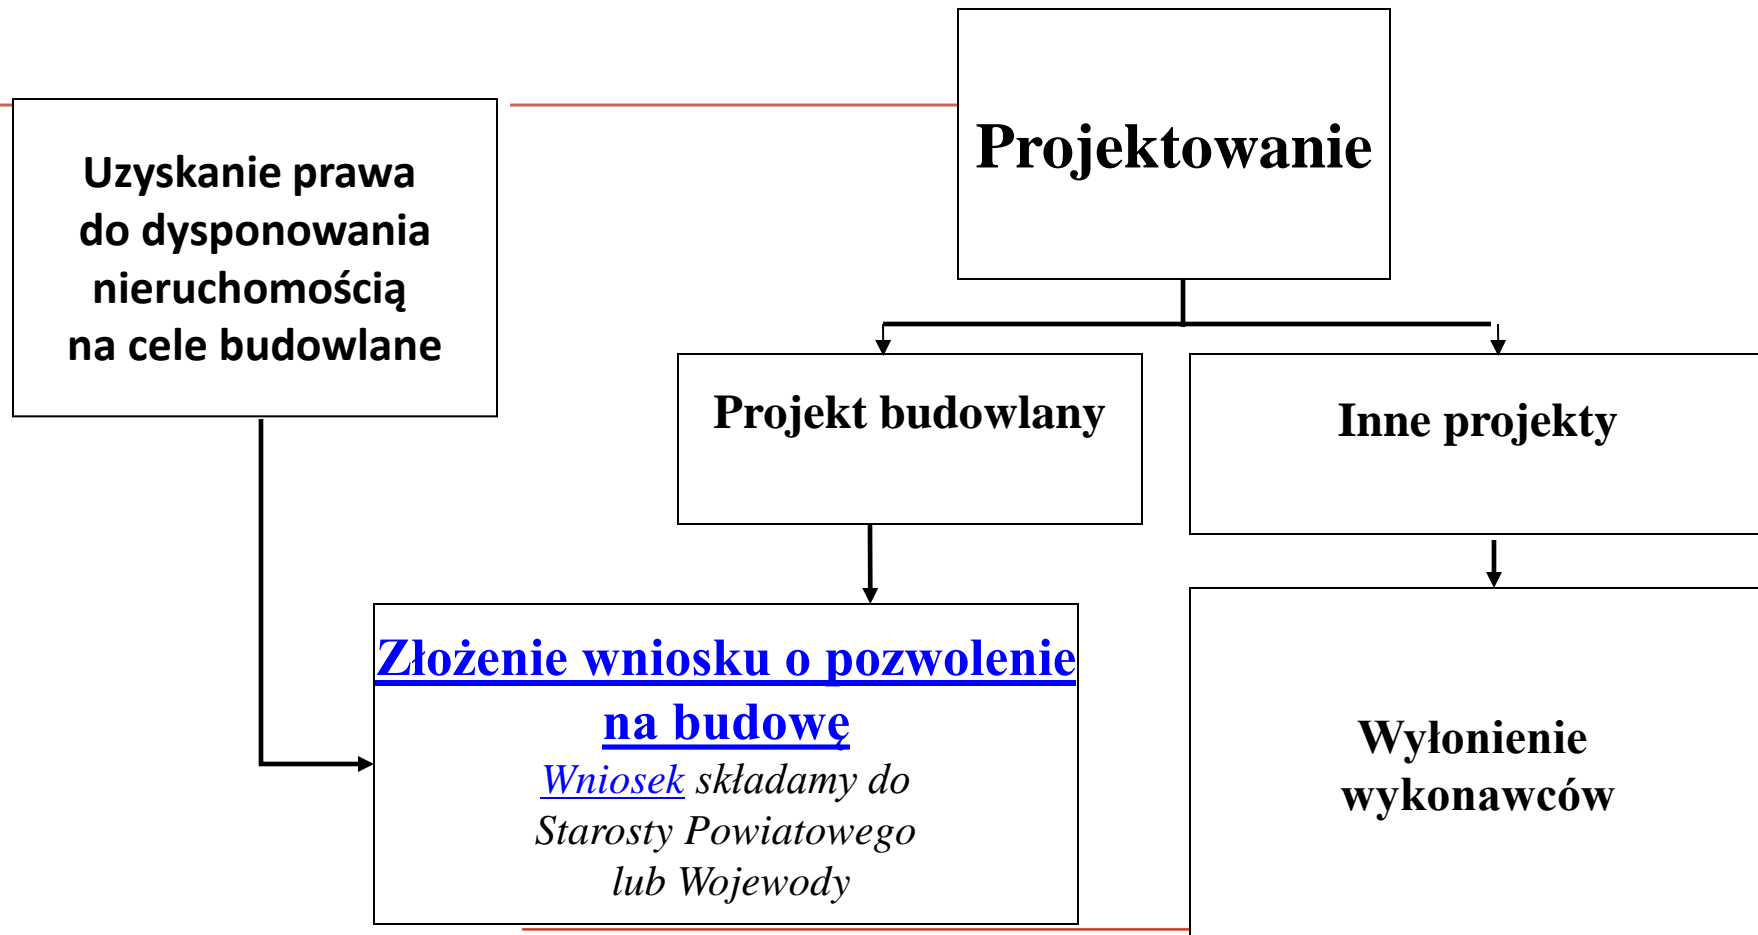 Projektowanie
Uzyskanie prawa
do dysponowania
nieruchomością
na cele budowlane
Projekt budowlany
Inne projekty
Złożenie wniosku o pozwolenie
na budowę
Wniosek składamy do
Starosty Powiatowego
lub Wojewody
Wyłonienie
wykonawców